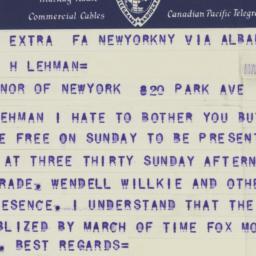 Commercial Cables
Canadian Pacific Telegra
EXTRA FA NEWYORKNY VIA ALBA
H LEHMAN=
NOR OF NEWYORK 820 PARK AVE
EHMAN I HATE TO BOTHER YOU BU
E FREE ON SUNDAY TO BE PRESENT
AT THREE THIRTY SUNDAY AFTERN
RADE. WENDELL WILLKIE AND OTHE
ESENCE. I UNDERSTAND THAT THE
BLIZED BY MARCH OF TIME FOX MO
. BEST REGARDS=